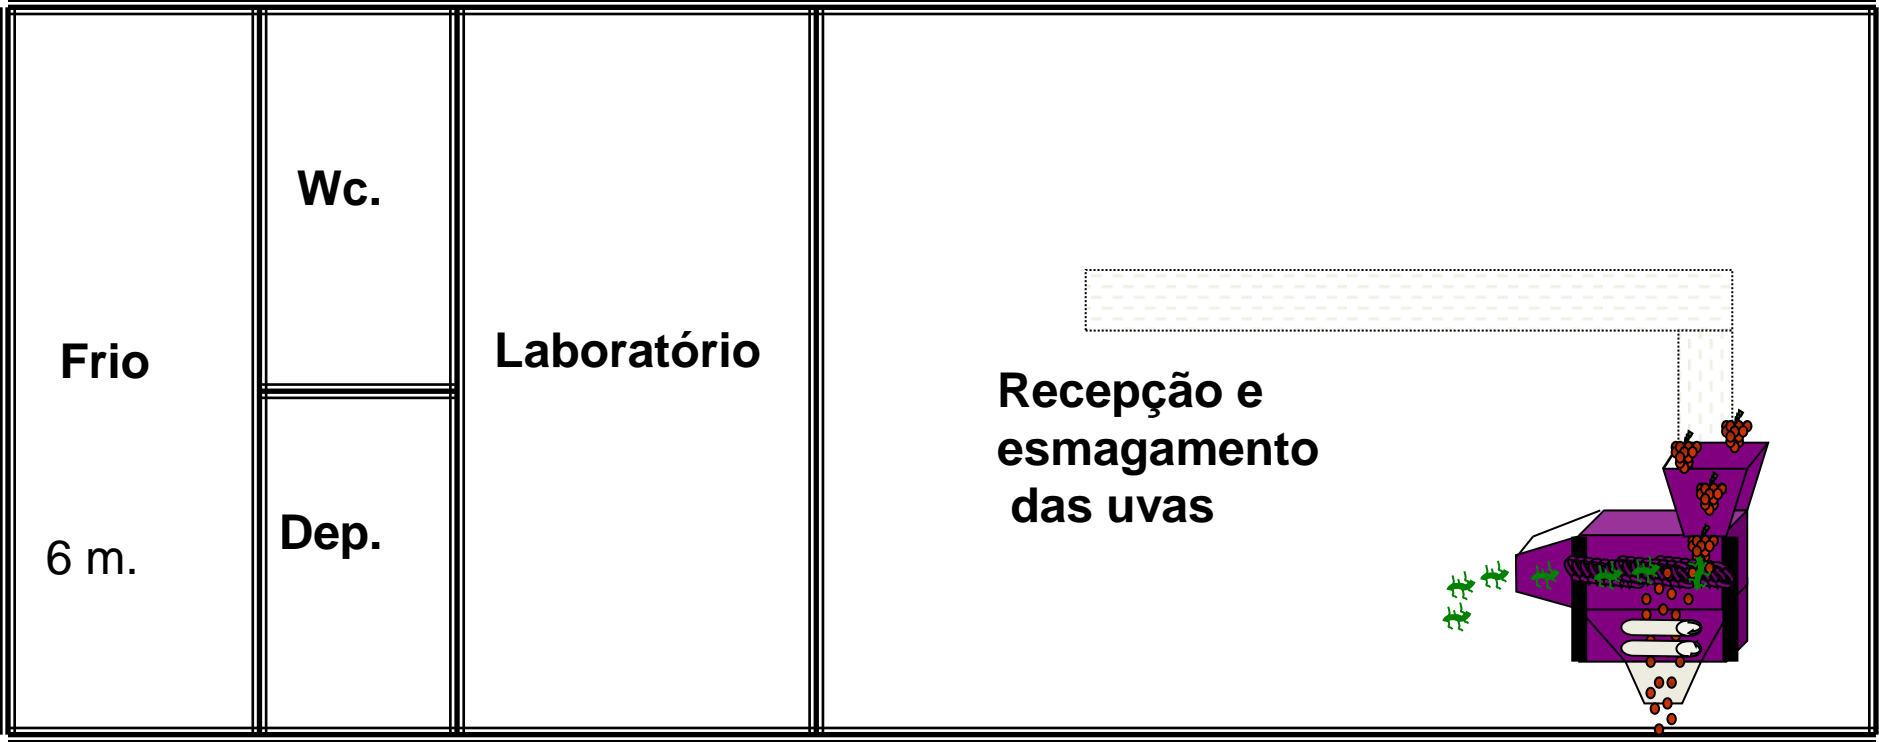 Frio
6 m.
Wc.
Dep.
Laboratório
Recepção e
esmagamento
das uvas